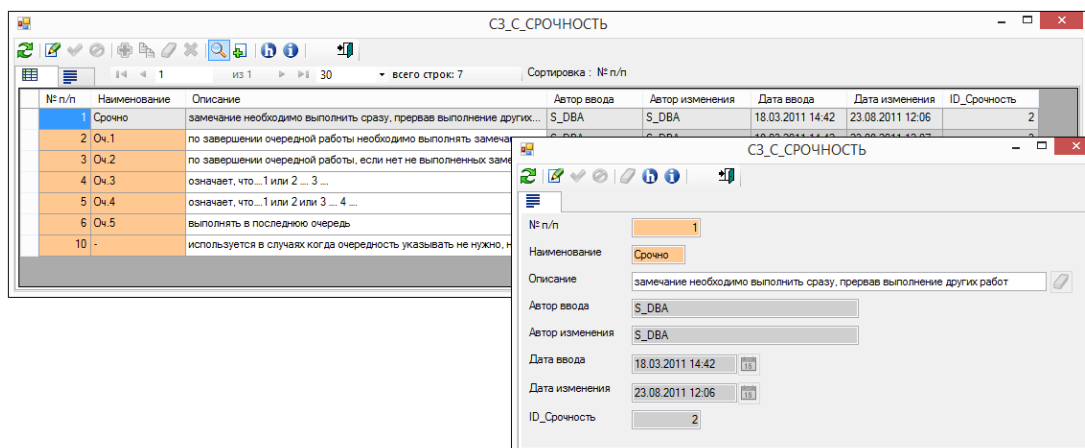 СЗ_С_СРОЧНОСТЬ
1 из 1 30 всего строк: 7 Сортировка : № п/п
№ п/п Наименование Описание Автор ввода Автор изменения Дата ввода Дата изменения ID_Срочность
1 Срочно замечание необходимо выполнить сразу, прервав выполнение других... S_DBA S_DBA 18.03.2011 14:42 23.08.2011 12:06 2
2 Оч.1 по завершении очередной работы необходимо выполнять
3 Оч.2 по завершении очередной работы, если нет не выполненных
4 Оч.3 означает, что....1 или 2 .... 3 ....
5 Оч.4 означает, что....1 или 2 или 3 .... 4 ....
6 Оч.5 выполнять в последнюю очередь
10 - используется в случаях когда очередность указывать не нужно,
СЗ_С_СРОЧНОСТЬ
№ п/п 1
Наименование Срочно
Описание замечание необходимо выполнить сразу, прервав выполнение других работ
Автор ввода S_DBA
Автор изменения S_DBA
Дата ввода 18.03.2011 14:42 15
Дата изменения 23.08.2011 12:06 15
ID_Срочность 2